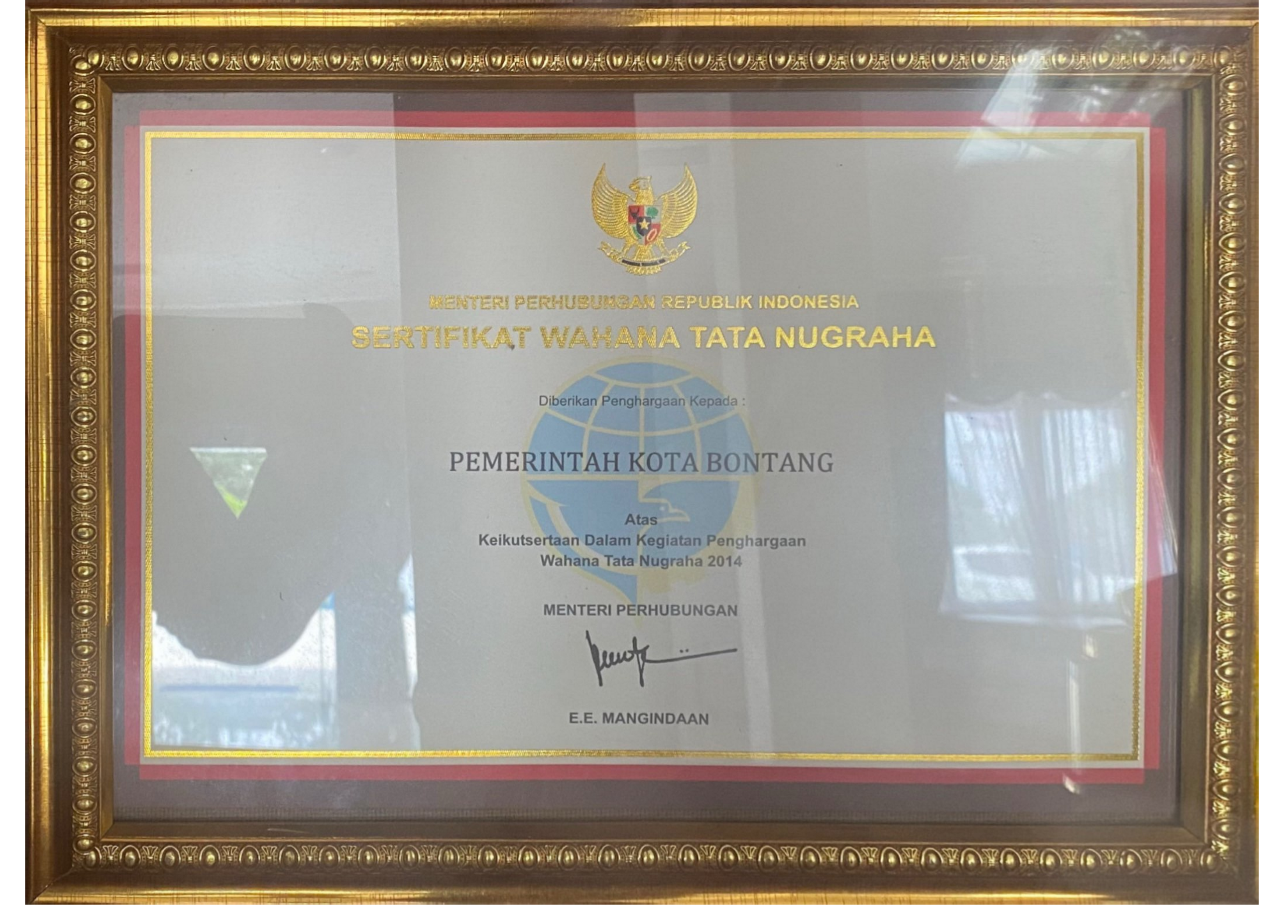 MENTERI PERHUBUNGAN REPUBLIK INDONESIA
SERTIFIKAT WAHANA TATA NUGRAHA
Diberikan Penghargaan Kepada :
PEMERINTAH KOTA BONTANG
Atas
Keikutsertaan Dalam Kegiatan Penghargaan
Wahana Tata Nugraha 2014
MENTERI PERHUBUNGAN
E.E. MANGINDAAN